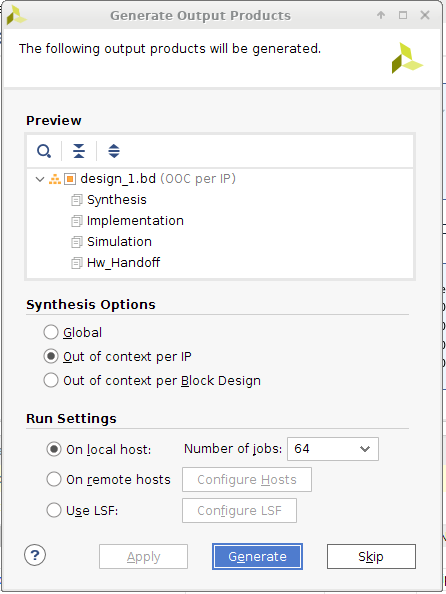 Generate Output Products
The following output products will be generated.
Preview
design_1.bd (OOC per IP)
Synthesis
Implementation
Simulation
Hw_Handoff
Synthesis Options
Global
Out of context per IP
Out of context per Block Design
Run Settings
On local host: Number of jobs: 64
On remote hosts Configure Hosts
Use LSF: Configure LSF
? Apply Generate Skip